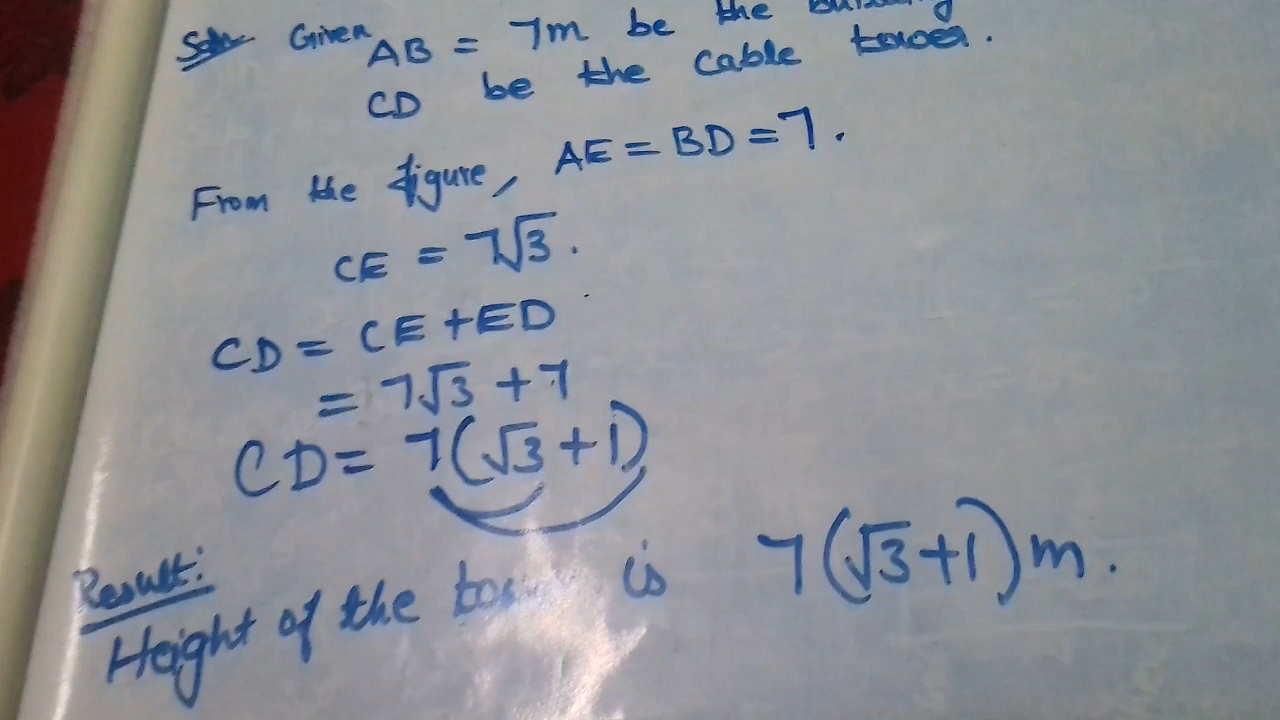 Soln Given AB = 7m be the
CD be the cable tower.
From the figure, AE = BD = 7.
CE = 7√3.
CD = CE + ED
= 7√3 + 7
CD = 7(√3 + 1)
Result:
Height of the is 7(√3+1)m.